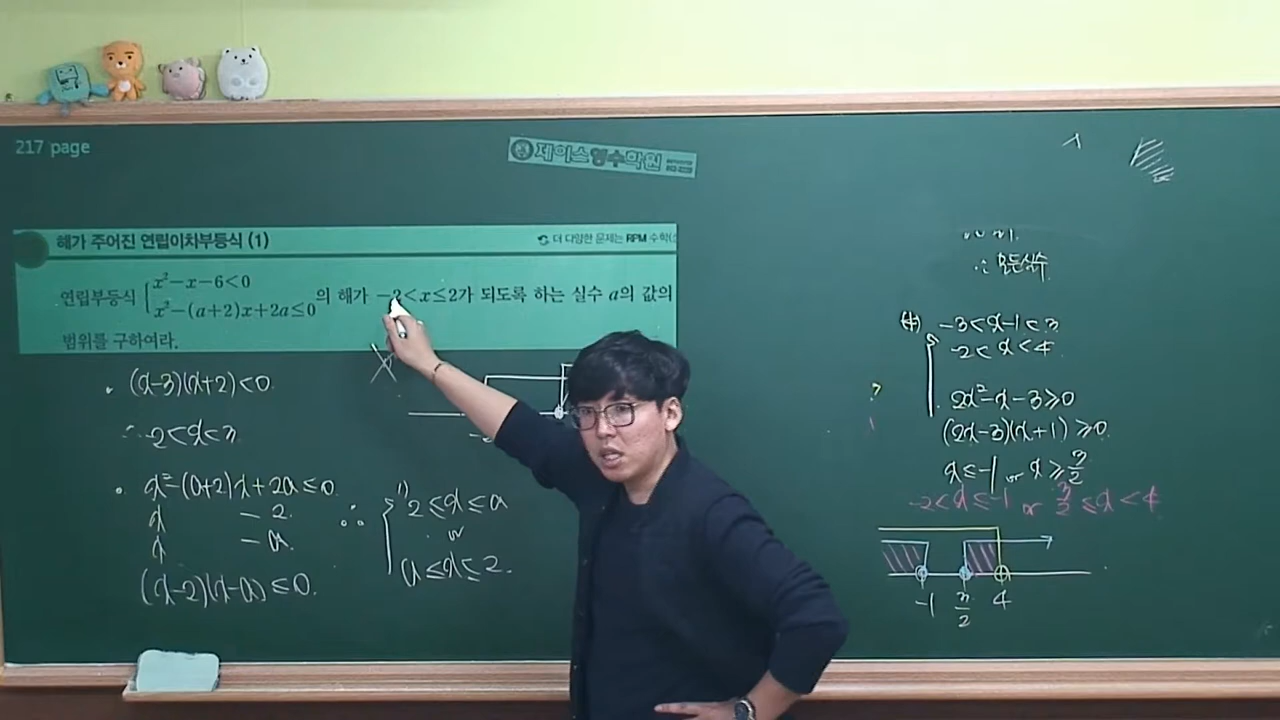 217 page
제이스영수학원
해가 주어진 연립이차부등식 (1)
더 다양한 문제는 RPM 수학
연립부등식 { x²-x-6<0
x²-(a+2)x+2a≤0 의 해가 -2<x≤2가 되도록 하는 실수 a의 값의
범위를 구하여라.
(x-3)(x+2)<0
∴ -2<x<3
x²-(a+2)x+2a≤0
x -2
x -a
(x-2)(x-a)≤0.
∴ 1) 2≤x≤a
or
a≤x≤2.
∴ 모든실수
(4) -3<x-1<3
-2<x<4
2x²-x-3≥0
(2x-3)(x+1)≥0
x≤-1 or x≥3/2
-2<x≤-1 or 3/2≤x<4
-1 3/2 4